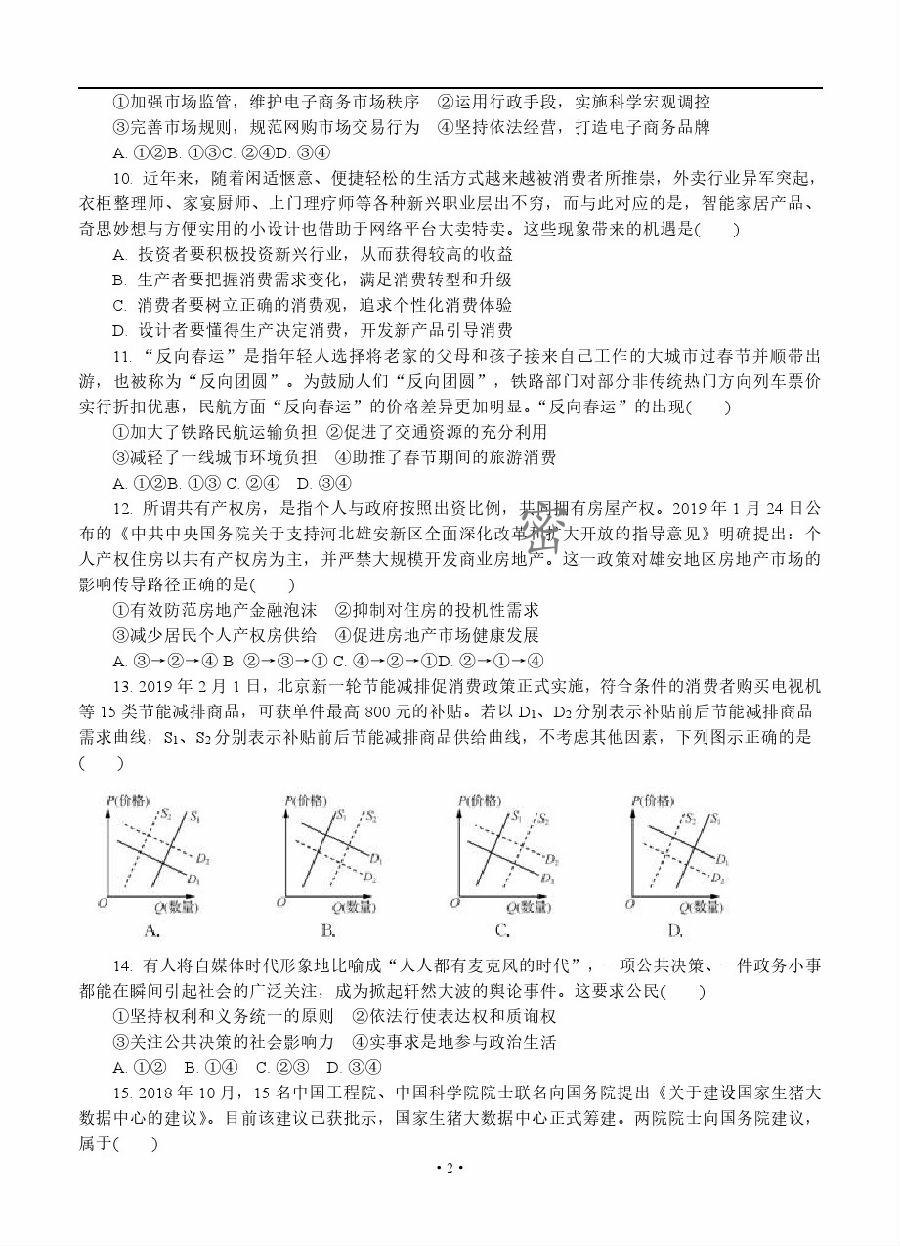 ①加强市场监管，维护电子商务市场秩序　②运用行政手段，实施科学宏观调控
③完善市场规则，规范网购市场交易行为　④坚持依法经营，打造电子商务品牌
A. ①②B. ①③C. ②④D. ③④
10. 近年来，随着闲适惬意、便捷轻松的生活方式越来越被消费者所推崇，外卖行业异军突起，
衣柜整理师、家宴厨师、上门理疗师等各种新兴职业层出不穷，而与此对应的是，智能家居产品、
奇思妙想与方便实用的小设计也借助于网络平台大卖特卖。这些现象带来的机遇是(　　)
A. 投资者要积极投资新兴行业，从而获得较高的收益
B. 生产者要把握消费需求变化，满足消费转型和升级
C. 消费者要树立正确的消费观，追求个性化消费体验
D. 设计者要懂得生产决定消费，开发新产品引导消费
11. “反向春运”是指年轻人选择将老家的父母和孩子接来自己工作的大城市过春节并顺带出
游，也被称为“反向团圆”。为鼓励人们“反向团圆”，铁路部门对部分非传统热门方向列车票价
实行折扣优惠，民航方面“反向春运”的价格差异更加明显。“反向春运”的出现(　　)
①加大了铁路民航运输负担 ②促进了交通资源的充分利用
③减轻了一线城市环境负担　④助推了春节期间的旅游消费
A. ①②B. ①③ C. ②④　D. ③④
12. 所谓共有产权房，是指个人与政府按照出资比例，共同拥有房屋产权。2019 年 1 月 24 日公
布的《中共中央国务院关于支持河北雄安新区全面深化改革和扩大开放的指导意见》明确提出：个
人产权住房以共有产权房为主，并严禁大规模开发商业房地产。这一政策对雄安地区房地产市场的
影响传导路径正确的是(　　)
①有效防范房地产金融泡沫　②抑制对住房的投机性需求
③减少居民个人产权房供给　④促进房地产市场健康发展
A. ③→②→④ B ②→③→① C. ④→②→①D. ②→①→④
13. 2019 年 2 月 1 日，北京新一轮节能减排促消费政策正式实施，符合条件的消费者购买电视机
等 15 类节能减排商品，可获单件最高 800 元的补贴。若以 D₁、D₂分别表示补贴前后节能减排商品
需求曲线，S₁、S₂分别表示补贴前后节能减排商品供给曲线，不考虑其他因素，下列图示正确的是
(　　)
P(价格) S₂ S₁ D₂ D₁ O Q(数量)
A.
P(价格) S₁ S₂ D₁ D₂ O Q(数量)
B.
P(价格) S₁ S₂ D₂ D₁ O Q(数量)
C.
P(价格) S₂ S₁ D₁ D₂ O Q(数量)
D.
14. 有人将自媒体时代形象地比喻成“人人都有麦克风的时代”，项公共决策、件政务小事
都能在瞬间引起社会的广泛关注，成为掀起轩然大波的舆论事件。这要求公民(　　)
①坚持权利和义务统一的原则　②依法行使表达权和质询权
③关注公共决策的社会影响力　④实事求是地参与政治生活
A. ①②　B. ①④　C. ②③　D. ③④
15. 2018 年 10 月，15 名中国工程院、中国科学院院士联名向国务院提出《关于建设国家生猪大
数据中心的建议》。目前该建议已获批示，国家生猪大数据中心正式筹建。两院院士向国务院建议，
属于(　　)
· 2 ·
密